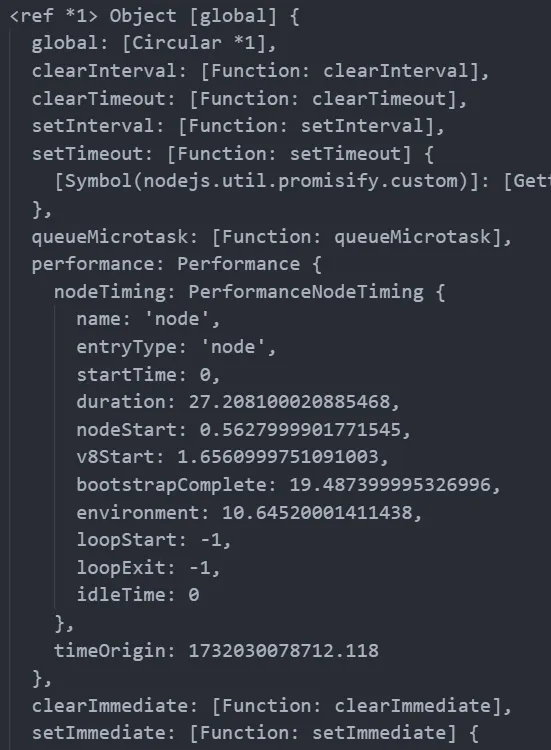 <ref *1> Object [global] {
  global: [Circular *1],
  clearInterval: [Function: clearInterval],
  clearTimeout: [Function: clearTimeout],
  setInterval: [Function: setInterval],
  setTimeout: [Function: setTimeout] {
    [Symbol(nodejs.util.promisify.custom)]: [Gett
  },
  queueMicrotask: [Function: queueMicrotask],
  performance: Performance {
    nodeTiming: PerformanceNodeTiming {
      name: 'node',
      entryType: 'node',
      startTime: 0,
      duration: 27.208100020885468,
      nodeStart: 0.5627999901771545,
      v8Start: 1.6560999751091003,
      bootstrapComplete: 19.487399995326996,
      environment: 10.64520001411438,
      loopStart: -1,
      loopExit: -1,
      idleTime: 0
    },
    timeOrigin: 1732030078712.118
  },
  clearImmediate: [Function: clearImmediate],
  setImmediate: [Function: setImmediate] {